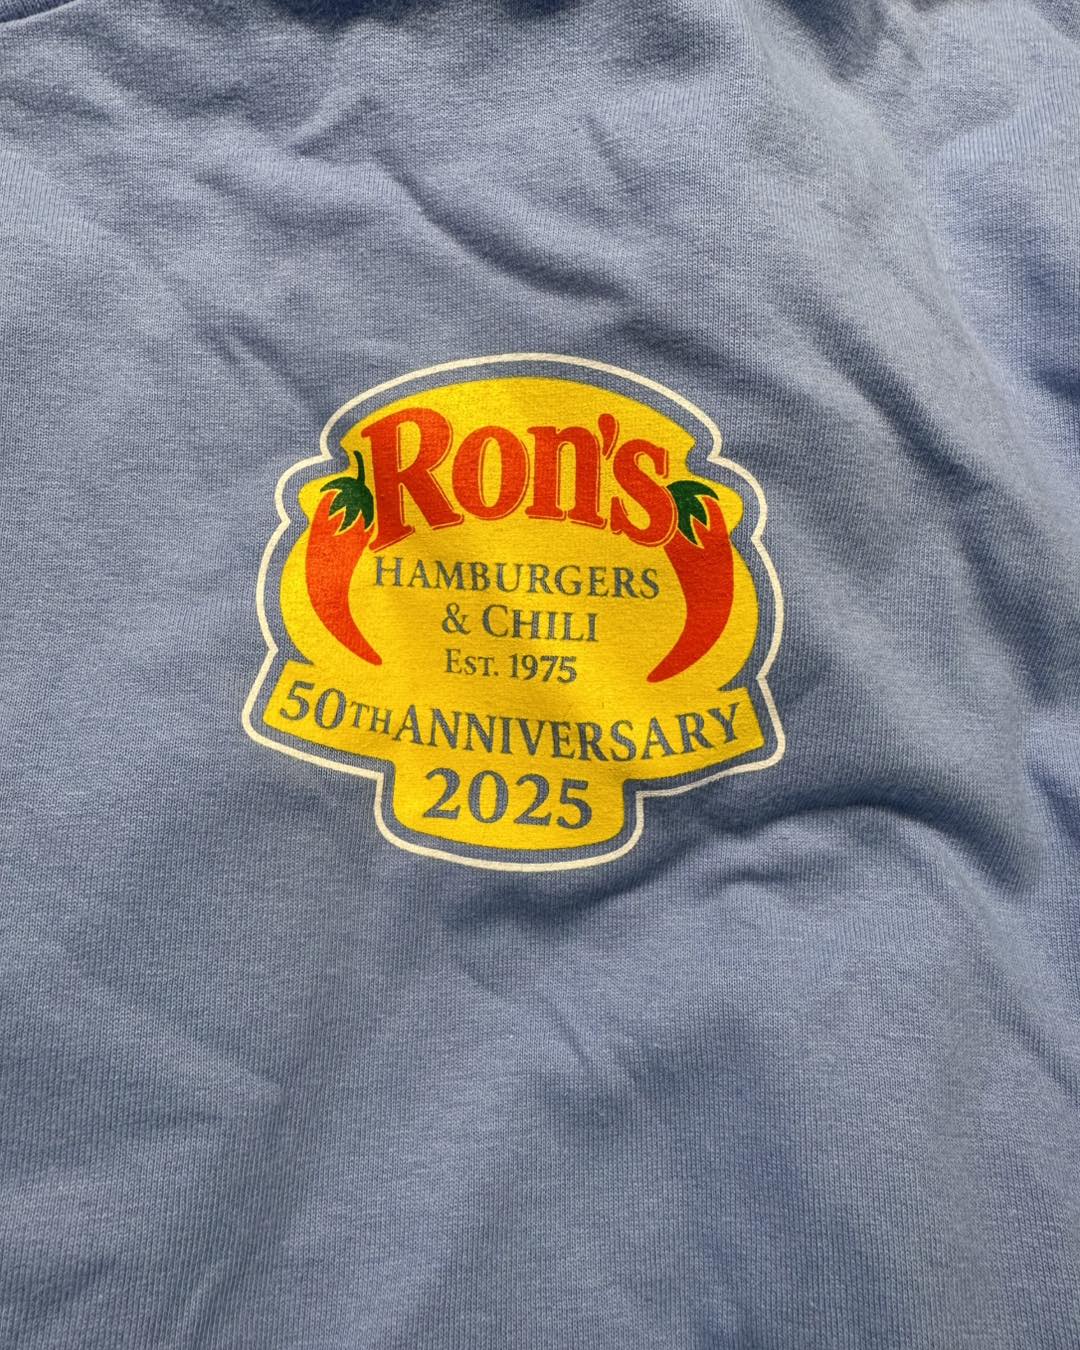 Ron's
HAMBURGERS
& CHILI
EST. 1975
50TH ANNIVERSARY
2025